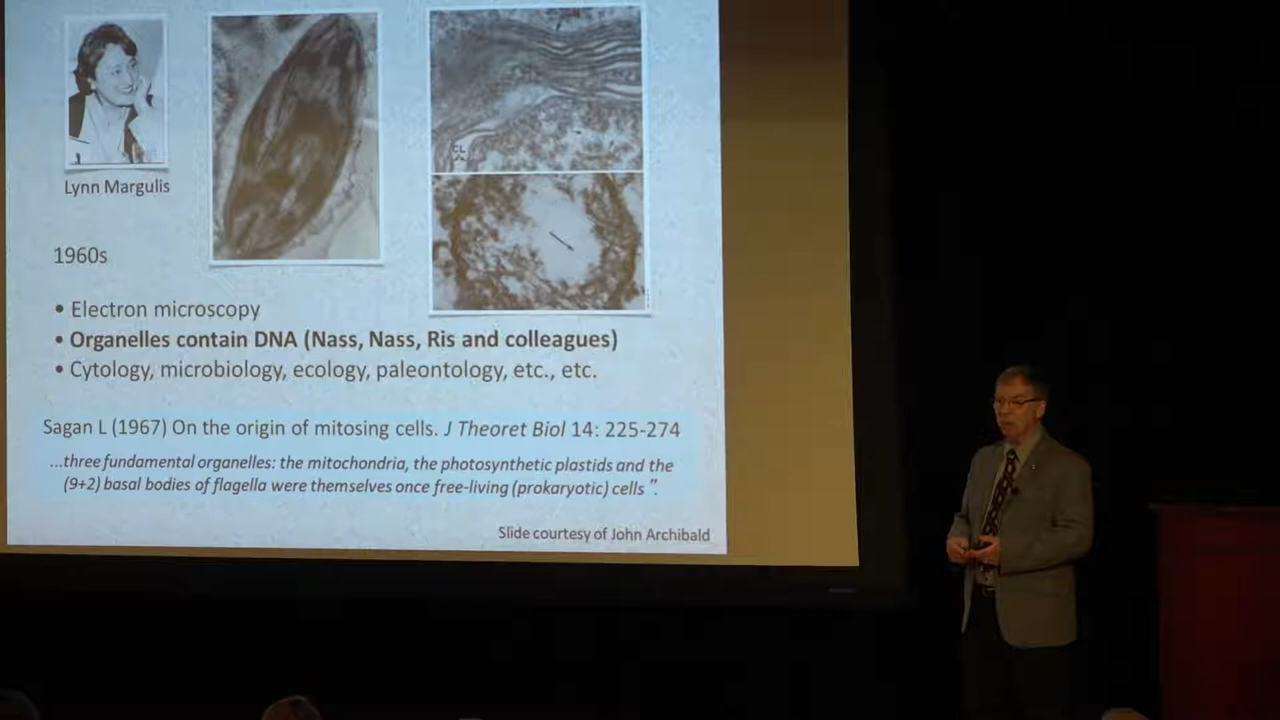 CL
Lynn Margulis
1960s
• Electron microscopy
• Organelles contain DNA (Nass, Nass, Ris and colleagues)
• Cytology, microbiology, ecology, paleontology, etc., etc.
Sagan L (1967) On the origin of mitosing cells. J Theoret Biol 14: 225-274
...three fundamental organelles: the mitochondria, the photosynthetic plastids and the
(9+2) basal bodies of flagella were themselves once free-living (prokaryotic) cells ”.
Slide courtesy of John Archibald